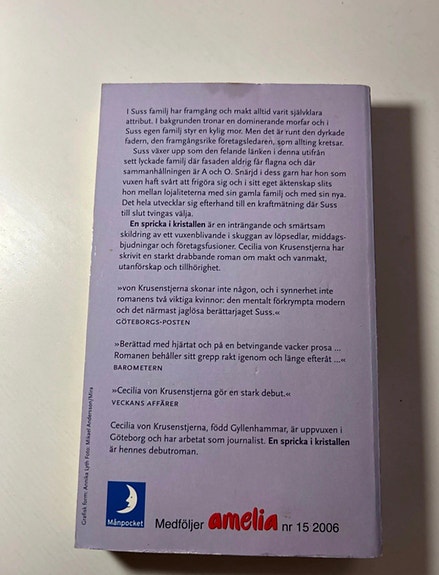 I Suss familj har framgång och makt alltid varit självklara
attribut. I bakgrunden tronar en dominerande morfar och i
Suss egen familj styr en kylig mor. Men det är runt den dyrkade
fadern, den framgångsrike företagsledaren, som allting kretsar.
Suss växer upp som den felande länken i denna utifrån
sett lyckade familj där fasaden aldrig får flagna och där
sammanhållningen är A och O. Snärjd i dess garn har hon som
vuxen haft svårt att frigöra sig och i sitt eget äktenskap slits
hon mellan lojaliteterna med sin gamla familj och med sin nya.
Det hela utvecklar sig efterhand till en kraftmätning där Suss
till slut tvingas välja.
En spricka i kristallen är en inträngande och smärtsam
skildring av ett vuxenblivande i skuggan av löpsedlar, middags-
bjudningar och företagsfusioner. Cecilia von Krusenstjerna har
skrivit en starkt drabbande roman om makt och vanmakt,
utanförskap och tillhörighet.
»von Krusenstjerna skonar inte någon, och i synnerhet inte
romanens två viktiga kvinnor: den mentalt förkrympta modern
och det närmast jaglösa berättarjaget Suss.«
GÖTEBORGS-POSTEN
»Berättad med hjärtat och på en betvingande vacker prosa ...
Romanen behåller sitt grepp rakt igenom och länge efteråt ...«
BAROMETERN
»Cecilia von Krusenstjerna gör en stark debut.«
VECKANS AFFÄRER
Cecilia von Krusenstjerna, född Gyllenhammar, är uppvuxen i
Göteborg och har arbetat som journalist. En spricka i kristallen
är hennes debutroman.
Grafisk form: Annika Lyth Foto: Mikael Andersson/Mira
Månpocket
Medföljer amelia nr 15 2006